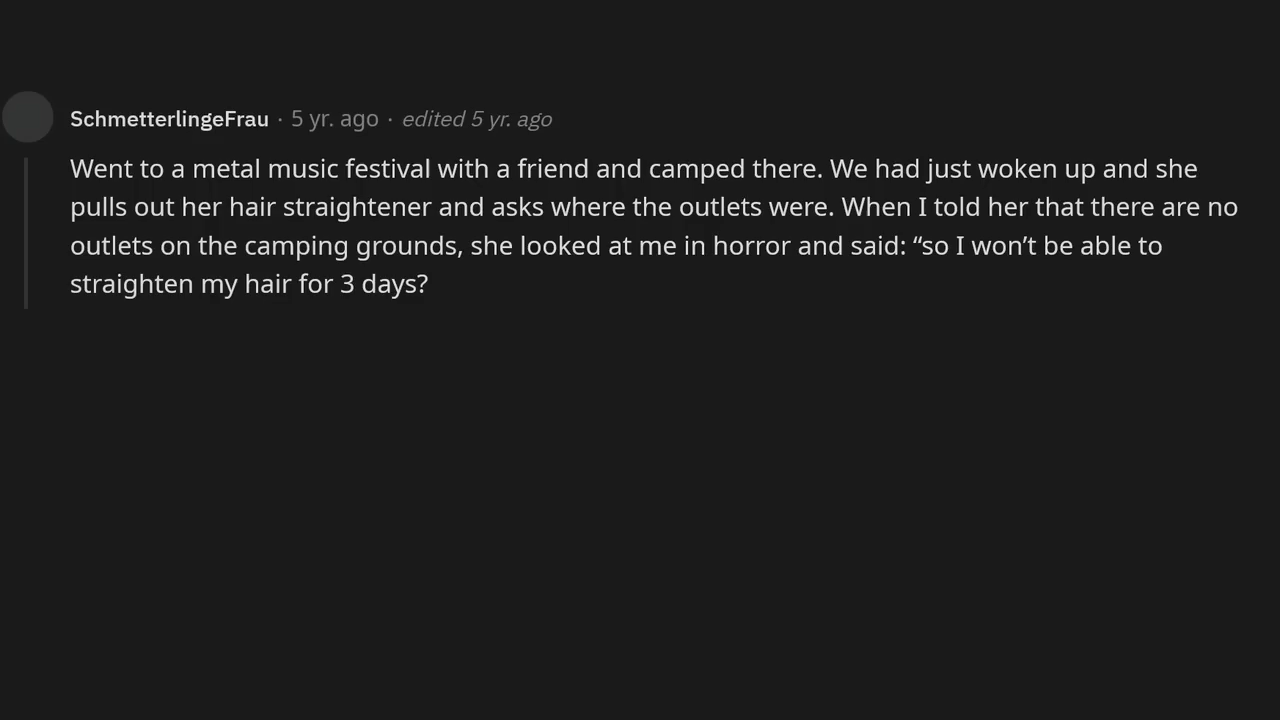 SchmetterlingeFrau · 5 yr. ago · edited 5 yr. ago
Went to a metal music festival with a friend and camped there. We had just woken up and she
pulls out her hair straightener and asks where the outlets were. When I told her that there are no
outlets on the camping grounds, she looked at me in horror and said: “so I won’t be able to
straighten my hair for 3 days?